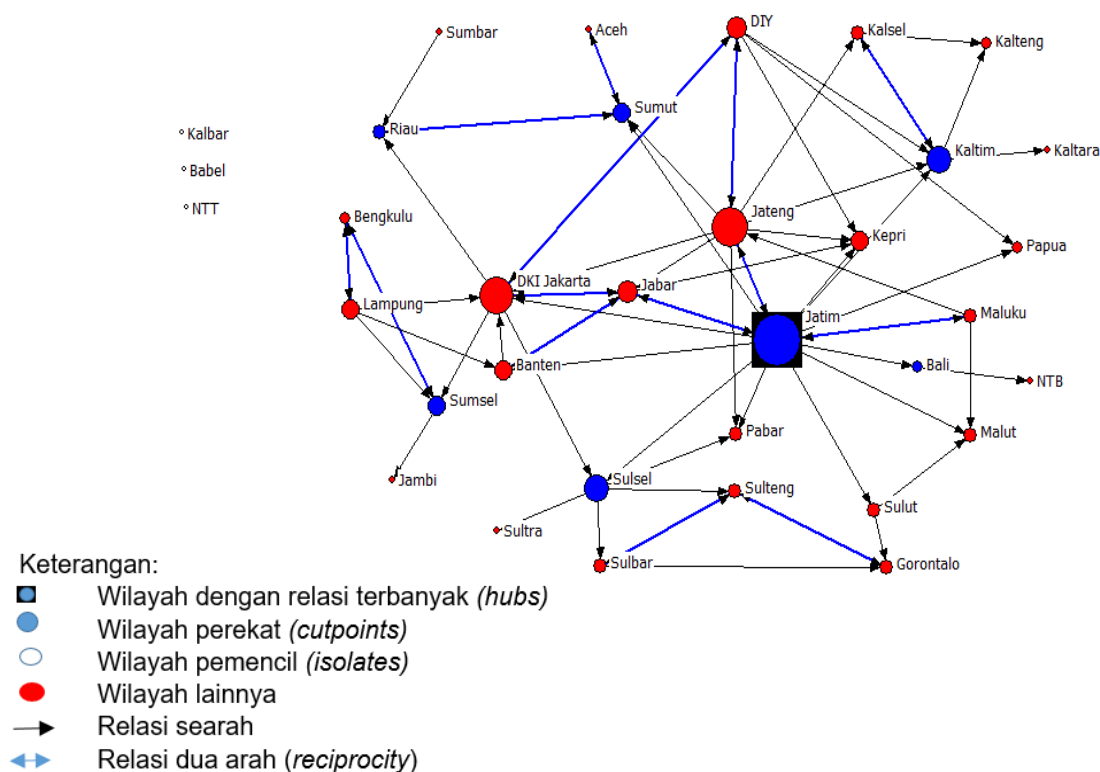 Sumbar
Aceh
DIY
Kalsel
Kalteng
Kalbar
Riau
Sumut
Kaltim
Kaltara
Babel
NTT
Bengkulu
Jateng
Kepri
Papua
DKI Jakarta
Jabar
Lampung
Jatim
Maluku
Banten
Bali
NTB
Sumsel
Pabar
Malut
Jambi
Sulsel
Sulteng
Sulut
Sultra
Sulbar
Gorontalo
Keterangan:
Wilayah dengan relasi terbanyak (hubs)
Wilayah perekat (cutpoints)
Wilayah pemencil (isolates)
Wilayah lainnya
Relasi searah
Relasi dua arah (reciprocity)